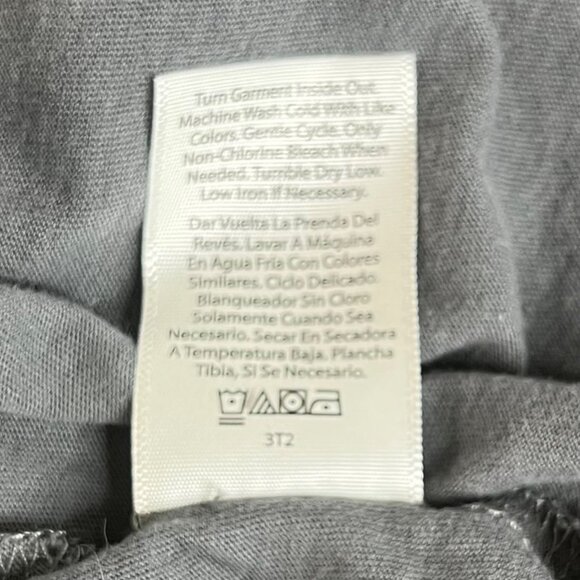 Turn Garment Inside Out.
Machine Wash Cold With Like
Colors. Gentle Cycle. Only
Non-Chlorine Bleach When
Needed. Tumble Dry Low.
Low Iron If Necessary.
Dar Vuelta La Prenda Del
Revés. Lavar A Máquina
En Agua Fria Con Colores
Similares. Ciclo Delicado.
Blanqueador Sin Cloro
Solamente Cuando Sea
Necesario. Secar En Secadora
A Temperatura Baja. Plancha
Tibia, Si Se Necesario.
3T2